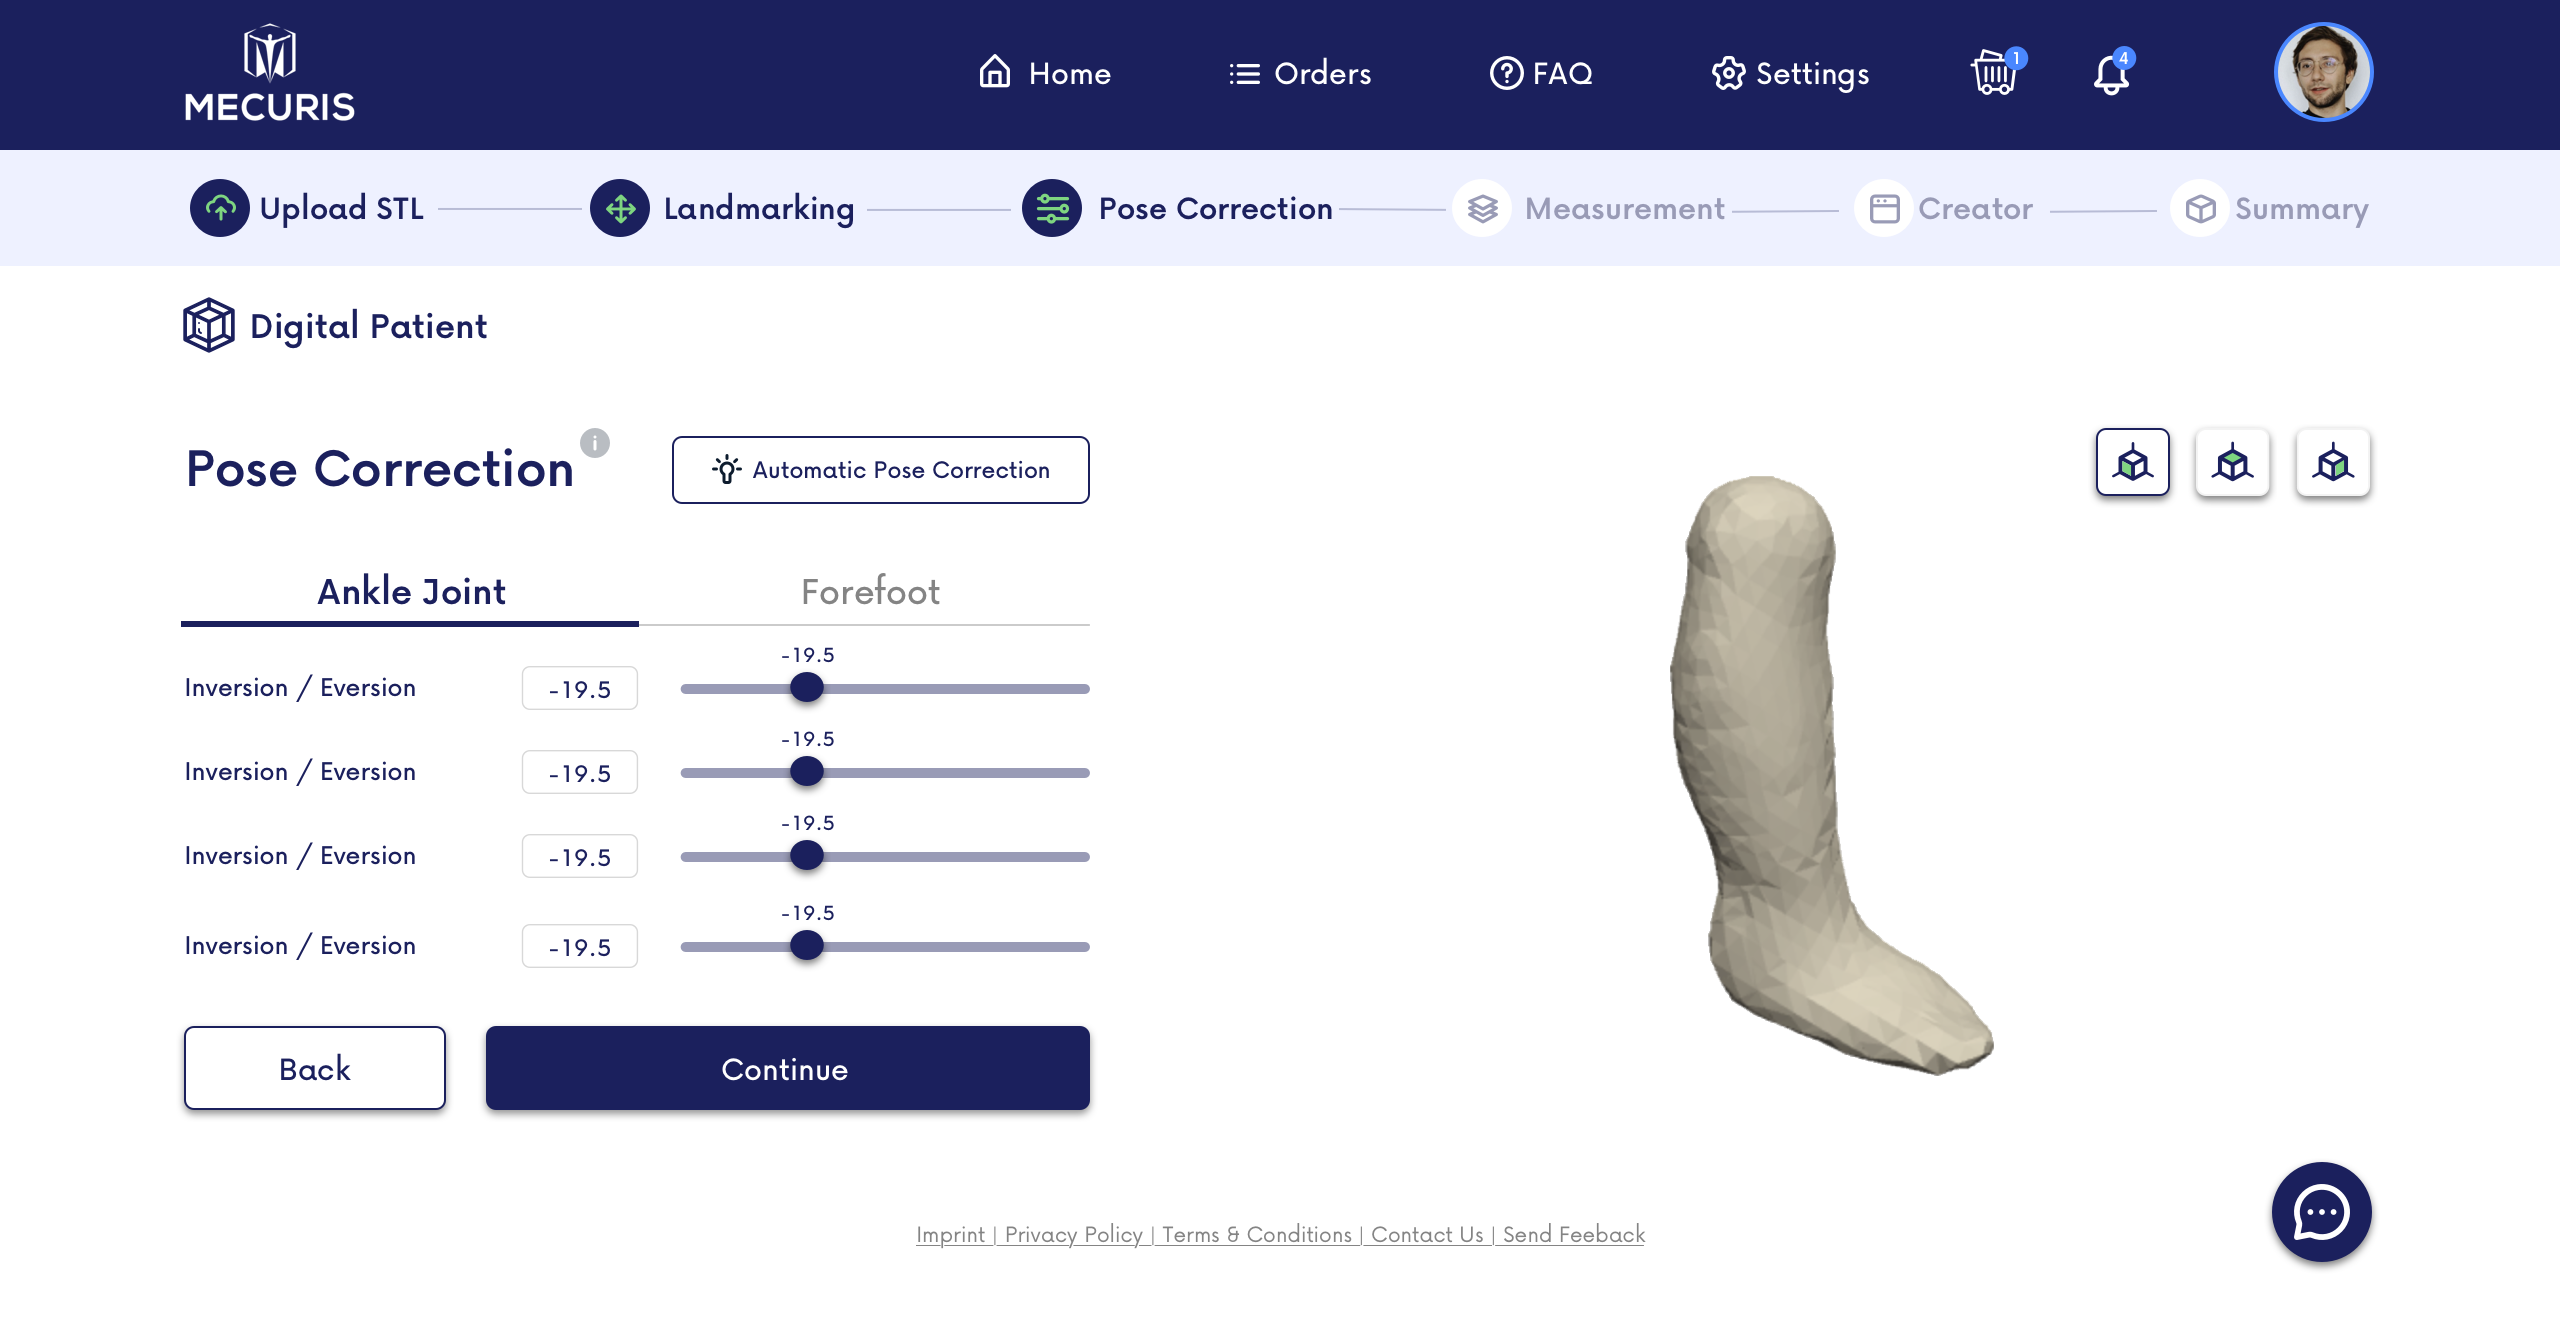 MECURIS
Home
Orders
FAQ
Settings
1
4
Upload STL
Landmarking
Pose Correction
Measurement
Creator
Summary
Digital Patient
Pose Correction
i
Automatic Pose Correction
Ankle Joint
Forefoot
-19.5
Inversion / Eversion
-19.5
-19.5
Inversion / Eversion
-19.5
-19.5
Inversion / Eversion
-19.5
-19.5
Inversion / Eversion
-19.5
Back
Continue
Imprint | Privacy Policy | Terms & Conditions | Contact Us | Send Feeback